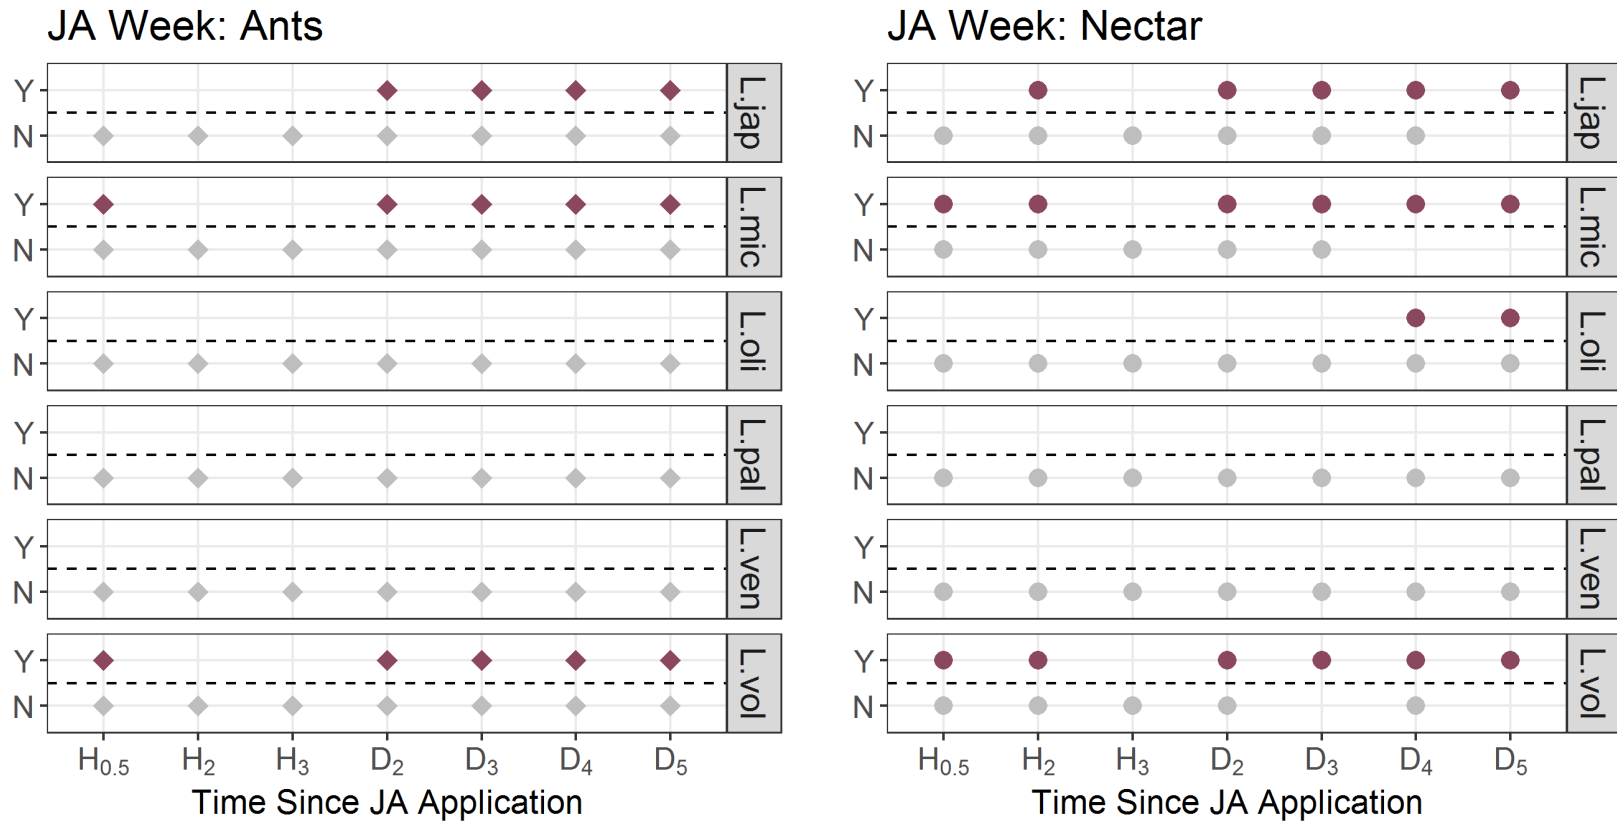 JA Week: Ants
Y
N
L.jap
Y
N
L.mic
Y
N
L.oli
Y
N
L.pal
Y
N
L.ven
Y
N
L.vol
H0.5 H2 H3 D2 D3 D4 D5
Time Since JA Application
JA Week: Nectar
Y
N
L.jap
Y
N
L.mic
Y
N
L.oli
Y
N
L.pal
Y
N
L.ven
Y
N
L.vol
H0.5 H2 H3 D2 D3 D4 D5
Time Since JA Application